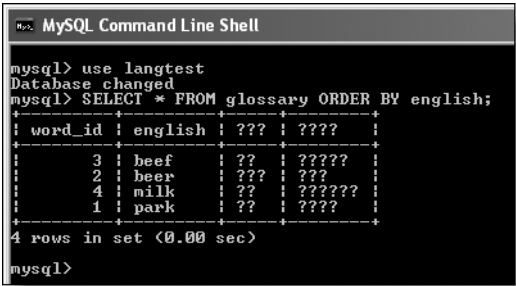 MySQL Command Line Shell
mysql> use langtest
Database changed
mysql> SELECT * FROM glossary ORDER BY english;
+---------+---------+------+--------+
| word_id | english | ??? | ???? |
+---------+---------+------+--------+
| 3 | beef | ?? | ????? |
| 2 | beer | ??? | ??? |
| 4 | milk | ?? | ?????? |
| 1 | park | ?? | ???? |
+---------+---------+------+--------+
4 rows in set (0.00 sec)
mysql>